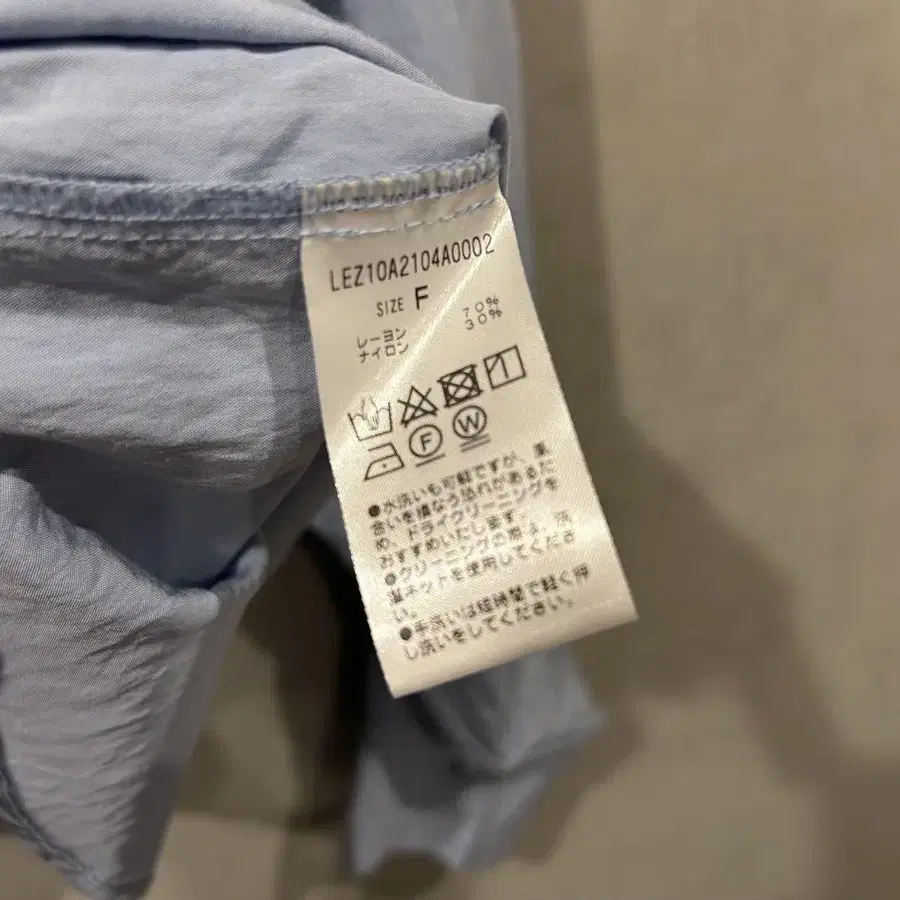 LEZ10A2104A0002
SIZE F
レーヨン 70%
ナイロン 30%
F W
●水洗いも可能ですが、風
合いを損なう恐れがあるた
め、ドライクリーニングを
おすすめいたします。
●クリーニングの際は、洗
濯ネットを使用してくださ
い。
●手洗いは短時間で軽く押
し洗いをしてください。